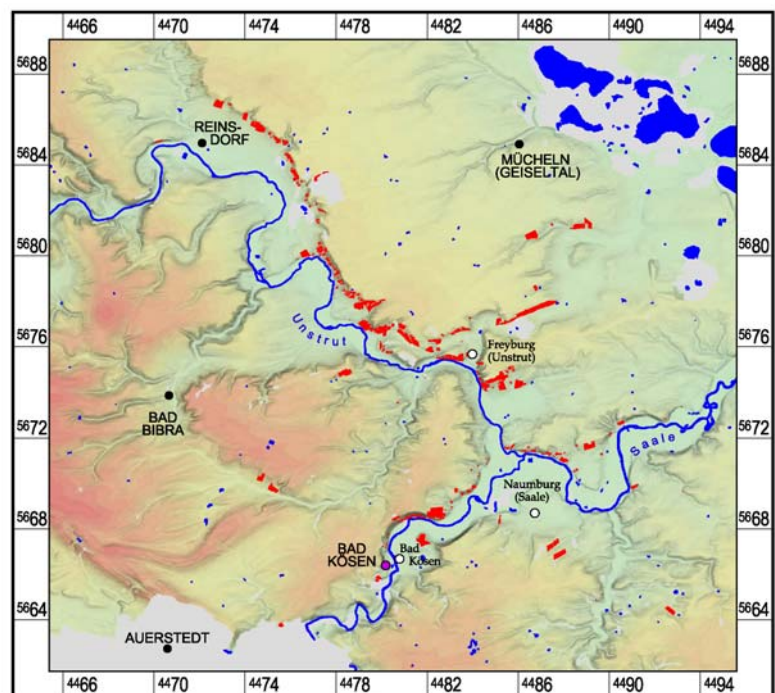 4466 4470 4474 4478 4482 4486 4490 4494
5688
5688
REINS-
DORF
MÜCHELN
(GEISELTAL)
5684
5684
5680
5680
Unstrut
Freyburg
(Unstrut)
5676
5676
BAD
BIBRA
5672
5672
Saale
Naumburg
(Saale)
5668
5668
BAD
KÖSEN
Bad
Kösen
5664
5664
AUERSTEDT
4466 4470 4474 4478 4482 4486 4490 4494